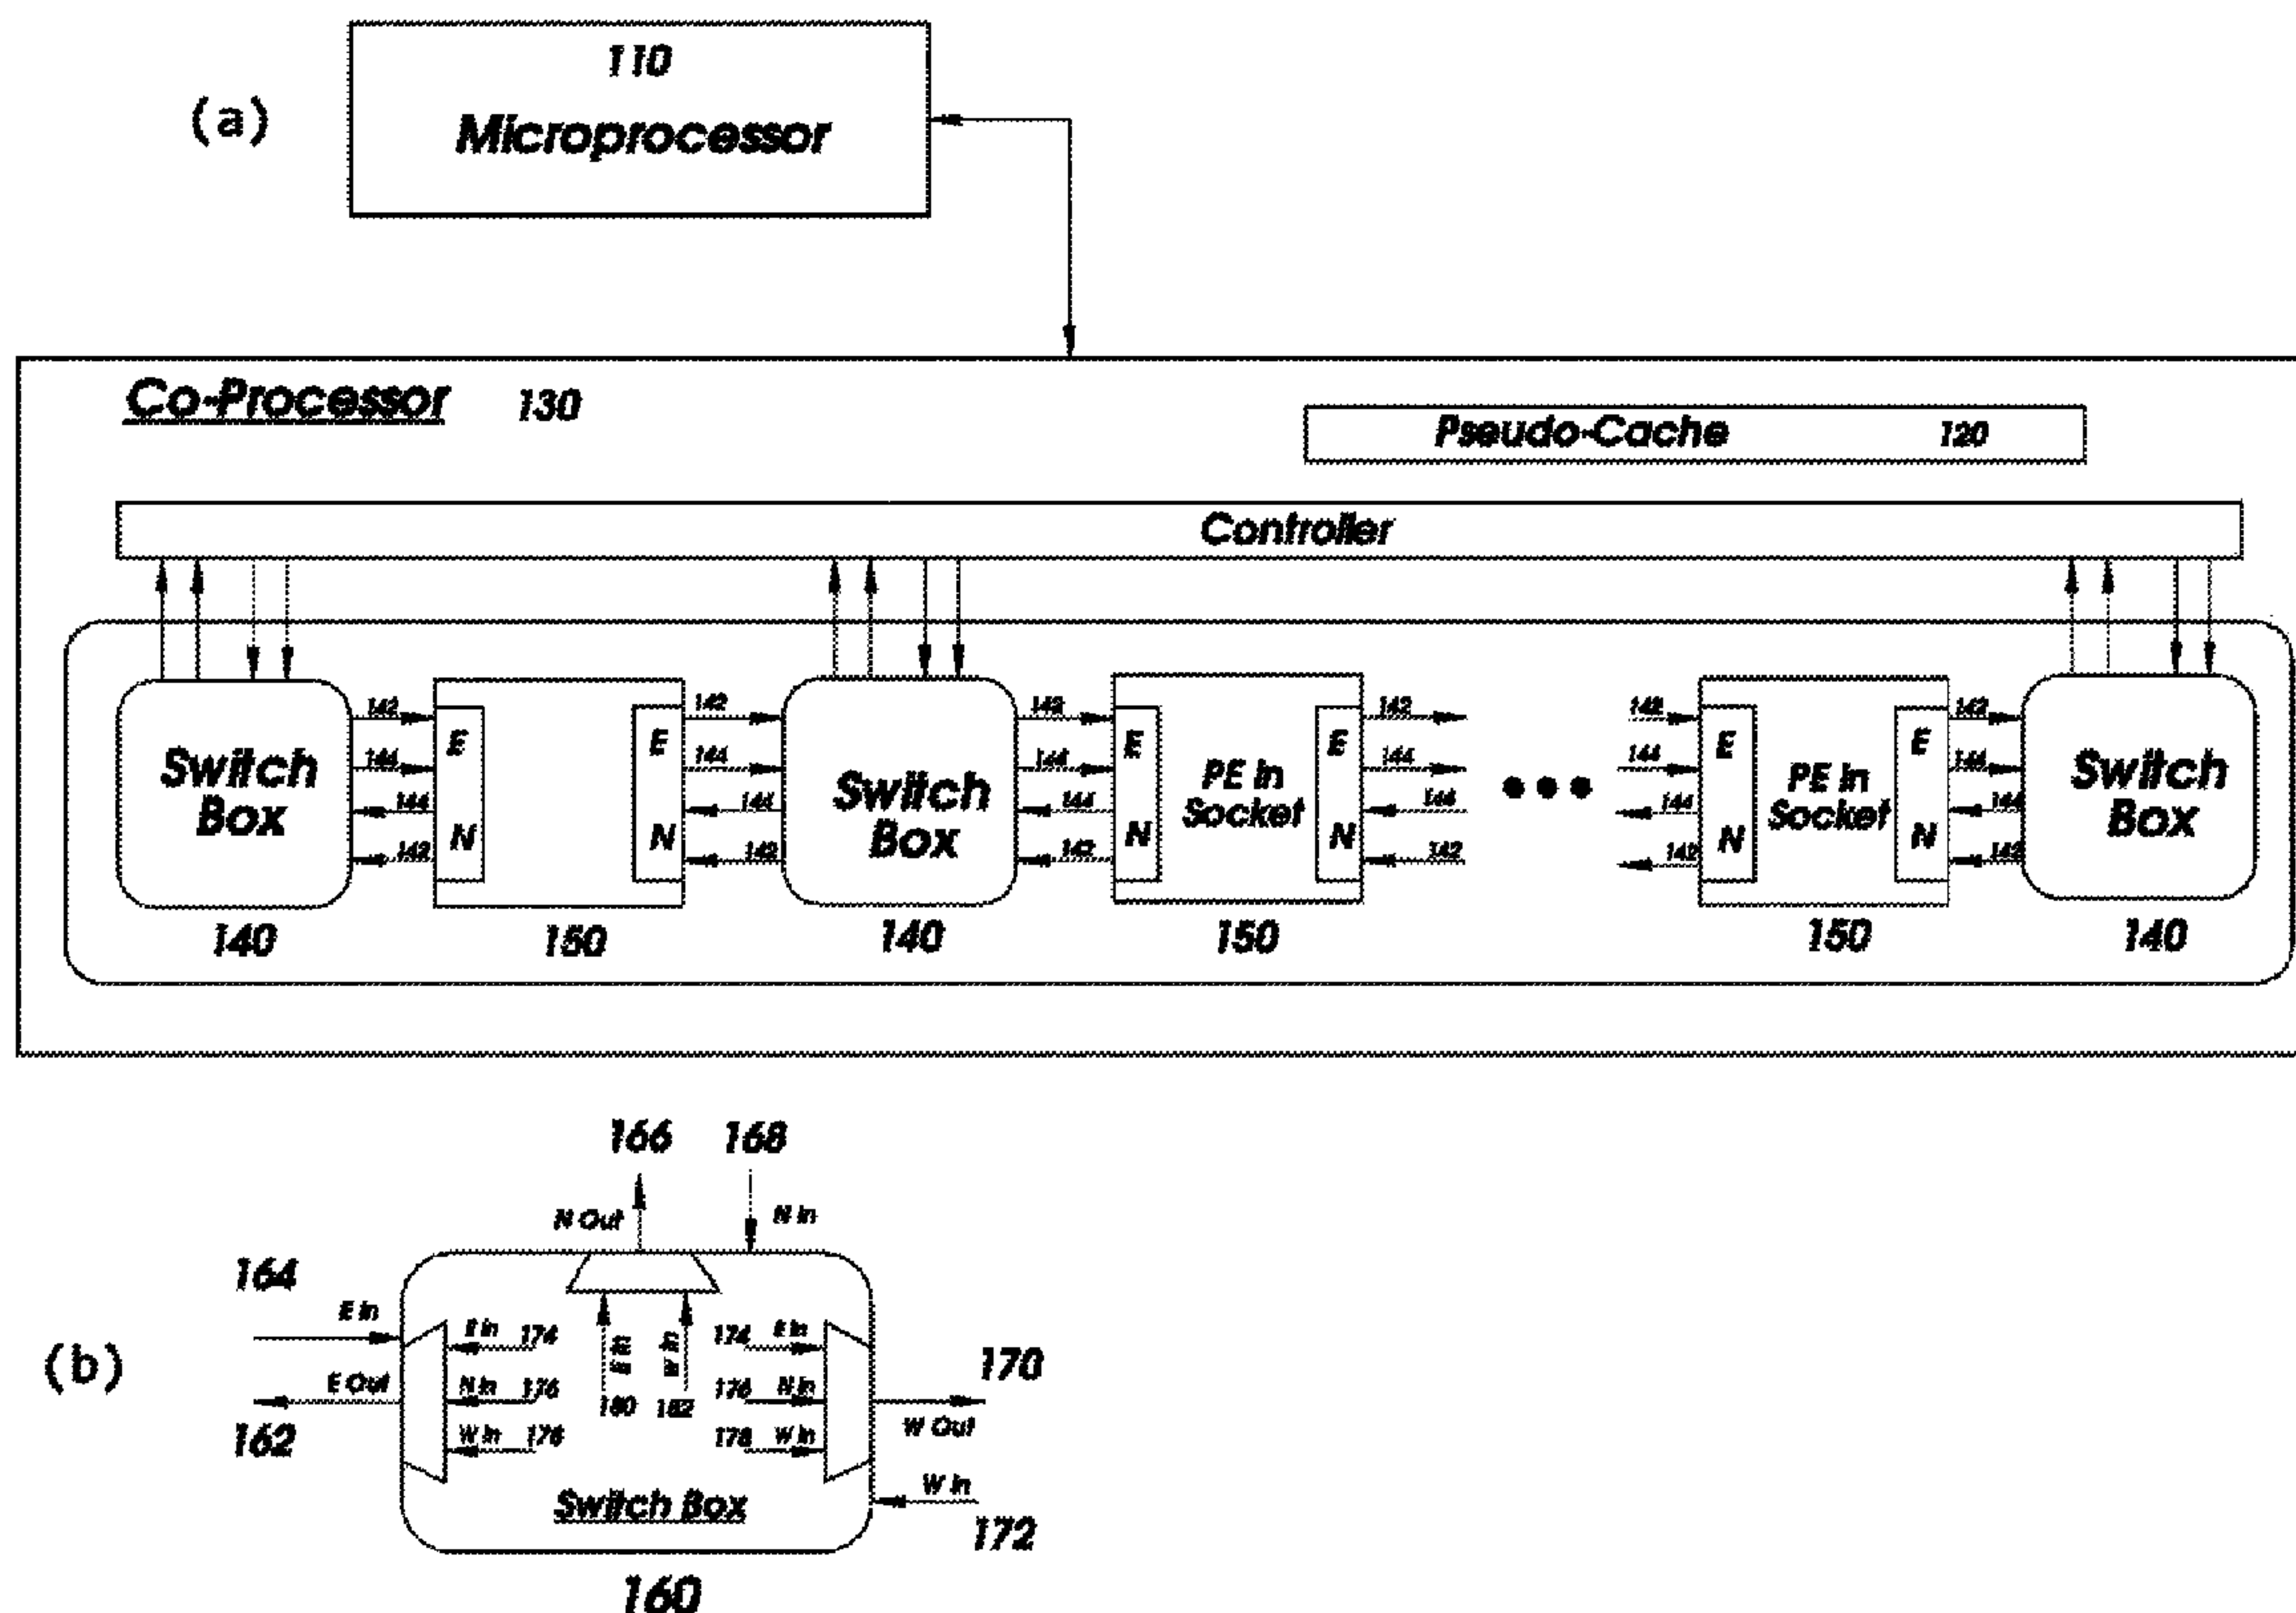 110
(a)
Microprocessor
Co-Processor 130
Pseudo-Cache 120
Controller
142 142 142 142 142 142
E E E E E E
144 144 144 144 144 144
Switch Box
Switch Box
PE In Socket
PE In Socket
Switch Box
144 144 144 144 144 144
N N N N N N
142 142 142 142 142 142
140 150 140 150 150 140
166 168
N Out N In
164
E In
E In 174 E In W In 174 E In
(b)
170
E Out N In 176 180 182 176 N In
162 W In 178 178 W In W Out
W In
Switch Box
172
160